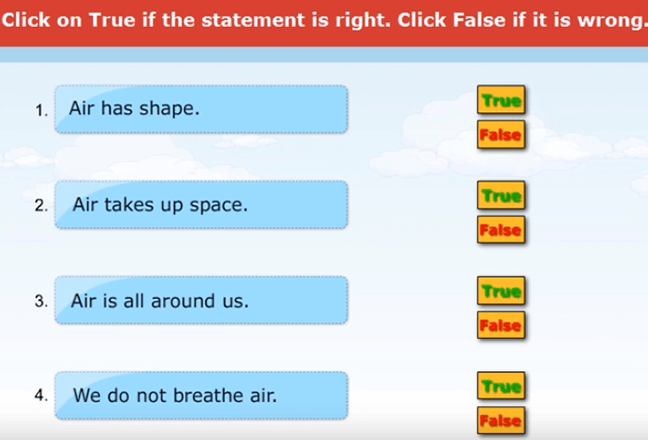 Click on True if the statement is right. Click False if it is wrong.
1. Air has shape.
True
False
2. Air takes up space.
True
False
3. Air is all around us.
True
False
4. We do not breathe air.
True
False